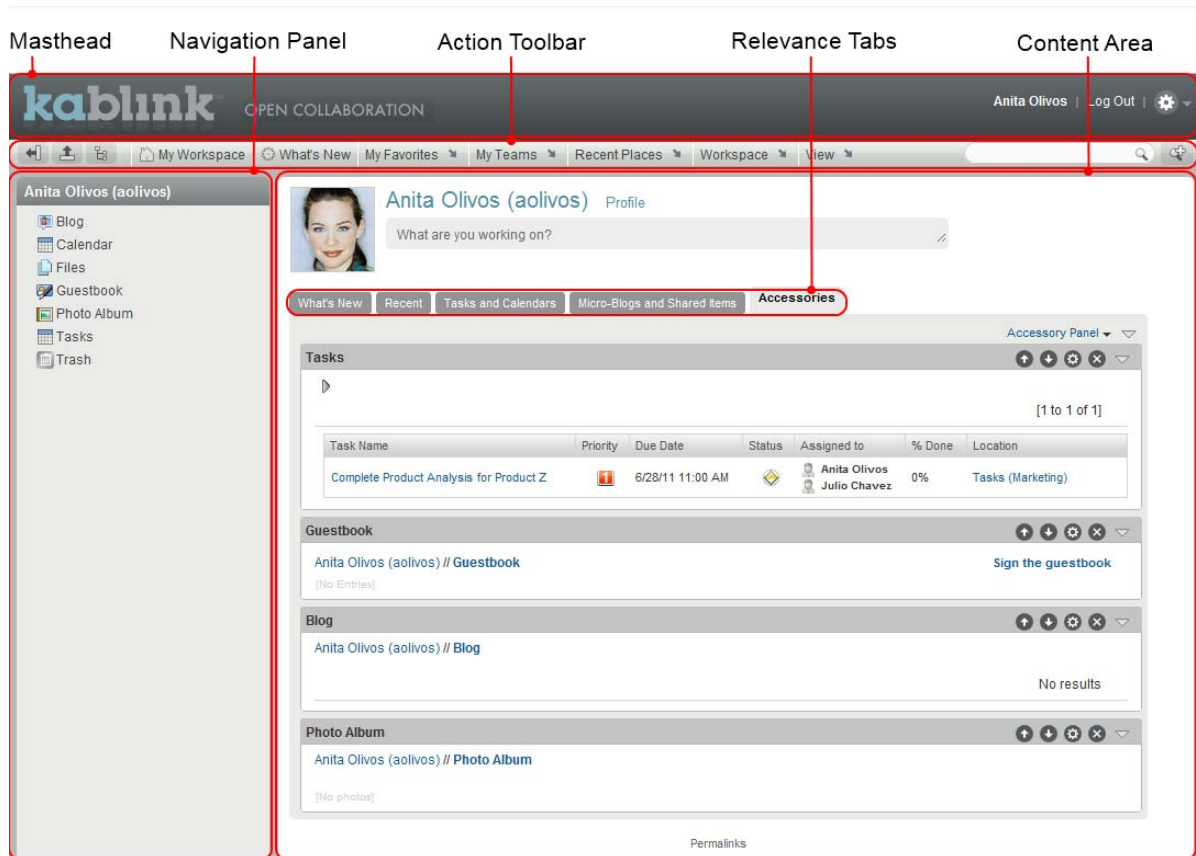 Masthead Navigation Panel Action Toolbar Relevance Tabs Content Area
kablink™ OPEN COLLABORATION Anita Olivos | Log Out |
My Workspace What's New My Favorites My Teams Recent Places Workspace View
Anita Olivos (aolivos)
Blog
Calendar
Files
Guestbook
Photo Album
Tasks
Trash
Anita Olivos (aolivos) Profile
What are you working on?
What's New Recent Tasks and Calendars Micro-Blogs and Shared Items Accessories
Accessory Panel
Tasks
[1 to 1 of 1]
Task Name Priority Due Date Status Assigned to % Done Location
Complete Product Analysis for Product Z 1 6/28/11 11:00 AM Anita Olivos Julio Chavez 0% Tasks (Marketing)
Guestbook
Anita Olivos (aolivos) // Guestbook Sign the guestbook
[No Entries]
Blog
Anita Olivos (aolivos) // Blog
No results
Photo Album
Anita Olivos (aolivos) // Photo Album
[No photos]
Permalinks